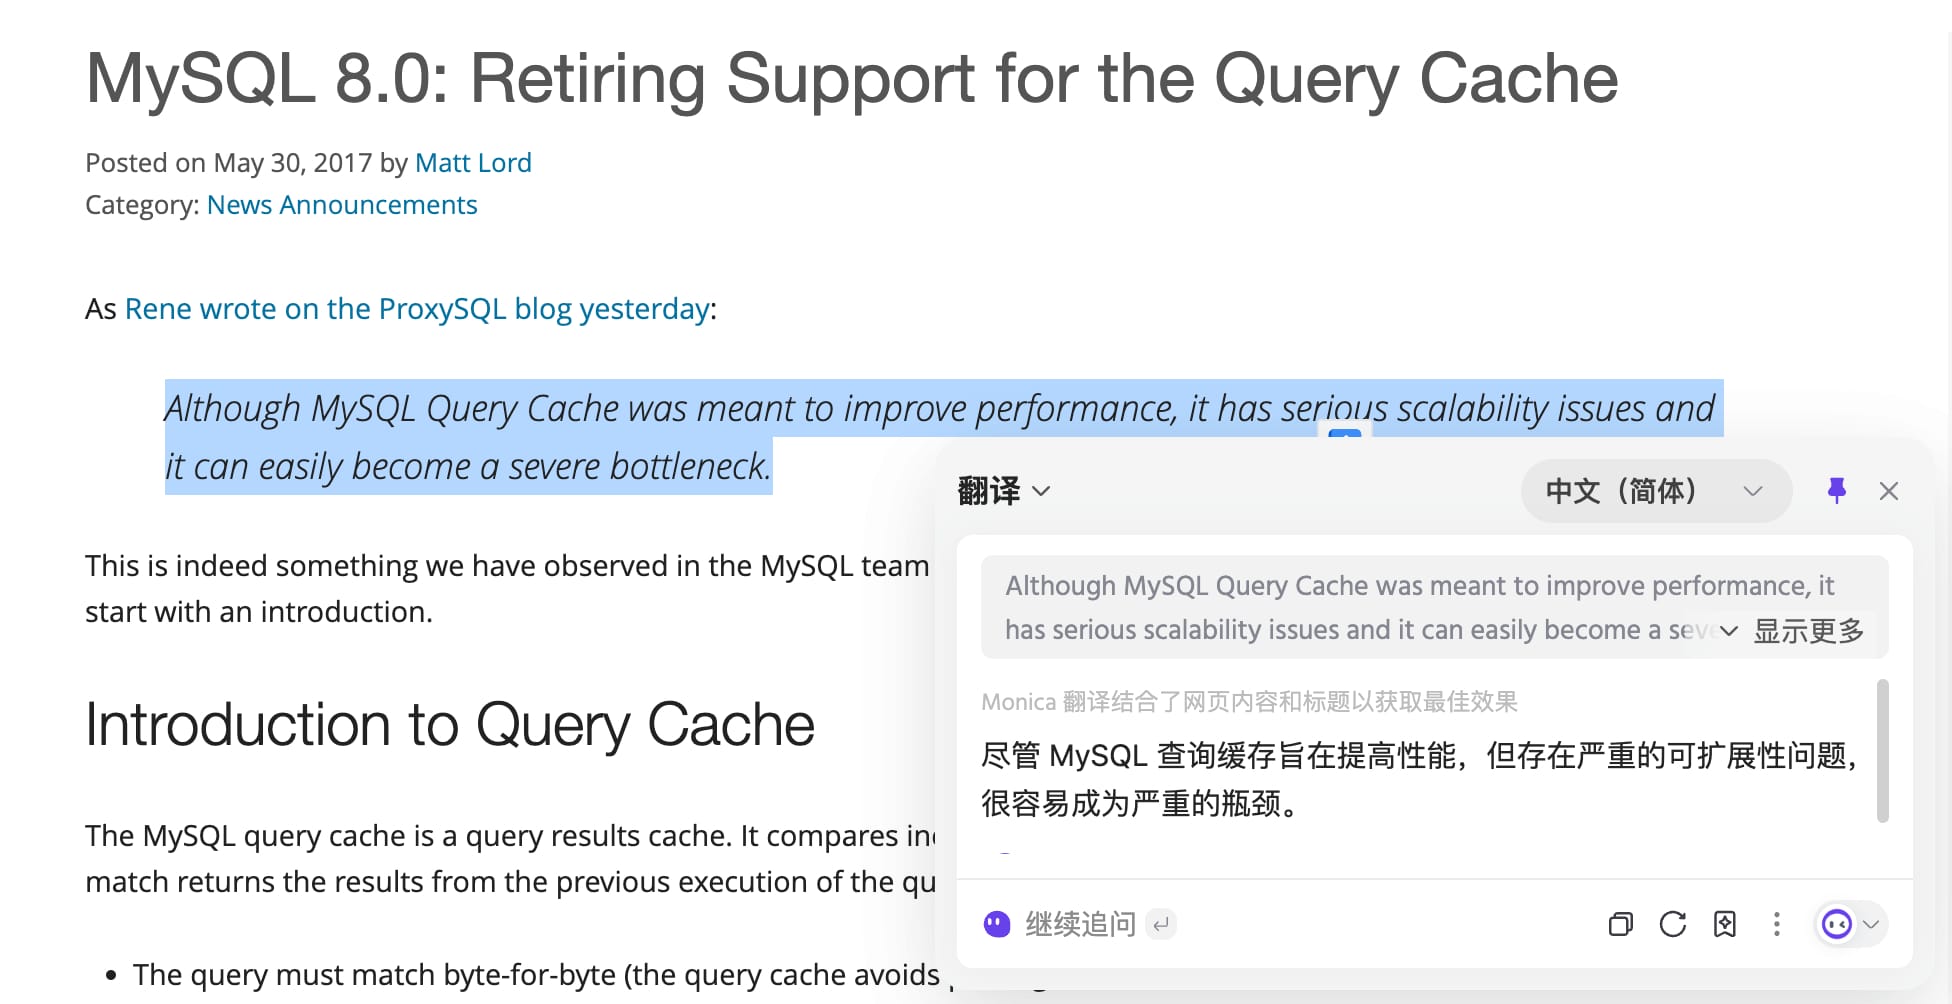 MySQL 8.0: Retiring Support for the Query Cache
Posted on May 30, 2017 by Matt Lord
Category: News Announcements
As Rene wrote on the ProxySQL blog yesterday:
Although MySQL Query Cache was meant to improve performance, it has serious scalability issues and
it can easily become a severe bottleneck.
This is indeed something we have observed in the MySQL team
start with an introduction.
Introduction to Query Cache
The MySQL query cache is a query results cache. It compares
match returns the results from the previous execution of the
The query must match byte-for-byte (the query cache avoids
翻译
中文（简体）
Although MySQL Query Cache was meant to improve performance, it
has serious scalability issues and it can easily become a
显示更多
Monica 翻译结合了网页内容和标题以获取最佳效果
尽管 MySQL 查询缓存旨在提高性能，但存在严重的可扩展性问题，
很容易成为严重的瓶颈。
继续追问